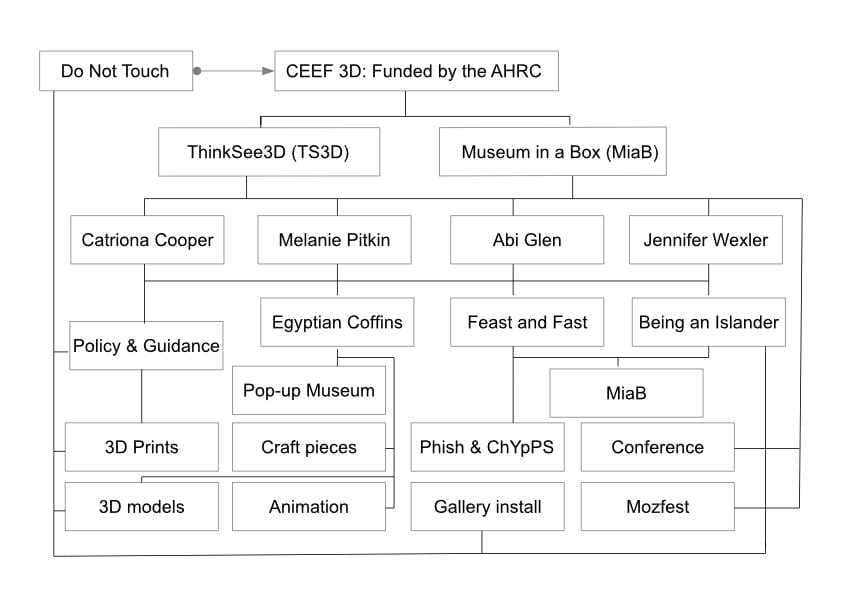 Do Not Touch
CEEF 3D: Funded by the AHRC
ThinkSee3D (TS3D)
Museum in a Box (MiaB)
Catriona Cooper
Melanie Pitkin
Abi Glen
Jennifer Wexler
Egyptian Coffins
Feast and Fast
Being an Islander
Policy & Guidance
Pop-up Museum
MiaB
3D Prints
Craft pieces
Phish & ChYpPS
Conference
3D models
Animation
Gallery install
Mozfest